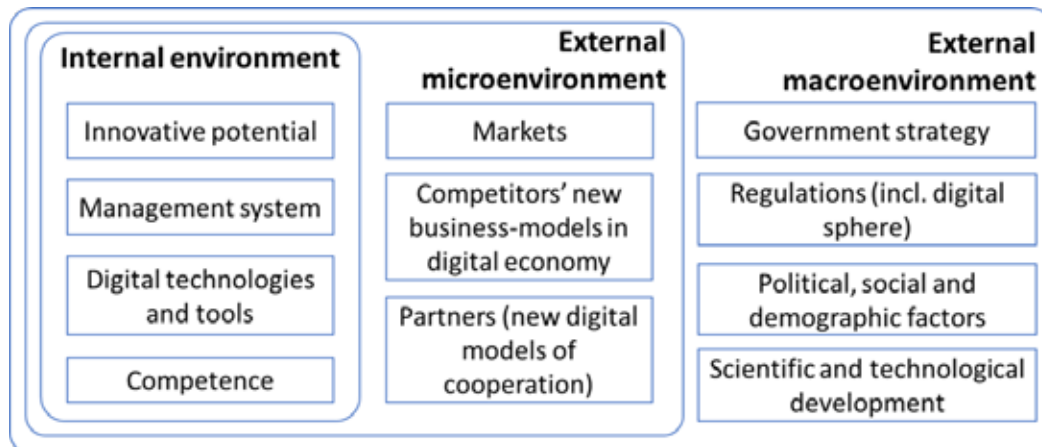 Internal environment
Innovative potential
Management system
Digital technologies
and tools
Competence
External
microenvironment
Markets
Competitors’ new
business-models in
digital economy
Partners (new digital
models of
cooperation)
External
macroenvironment
Government strategy
Regulations (incl. digital
sphere)
Political, social and
demographic factors
Scientific and technological
development